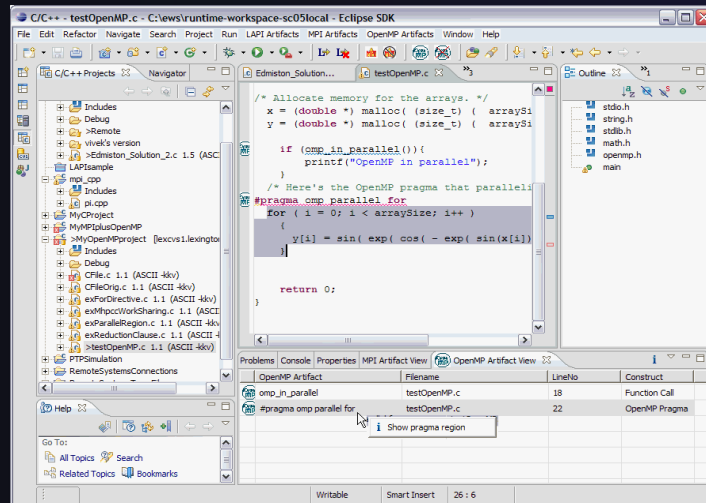 C/C++ - testOpenMP.c - C:\ews\runtime-workspace-sc05local - Eclipse SDK
File Edit Refactor Navigate Search Project Run LAPI Artifacts MPI Artifacts OpenMP Artifacts Window Help
C/C++ Projects Navigator
Includes
Debug
>Remote
vivek's version
>Edmiston_Solution_2.c 1.5 (ASC
LAPIsample
mpi_cpp
Includes
pi.cpp
MyCProject
MyMPIplusOpenMP
>MyOpenMPproject [lexcvs1.lexington
Includes
Debug
CFile.c 1.1 (ASCII -kkv)
CFileOrig.c 1.1 (ASCII -kkv)
exForDirective.c 1.1 (ASCII -kkv)
exMhpccWorkSharing.c 1.1 (ASCII
exParallelRegion.c 1.1 (ASCII -kkv)
exReductionClause.c 1.1 (ASCII -k
>testOpenMP.c 1.1 (ASCII -kkv)
PTPSimulation
RemoteSystemsConnections
Help
Go To:
All Topics Search
Related Topics Bookmarks
Edmiston_Solution... testOpenMP.c »3
/* Allocate memory for the arrays. */
x = (double *) malloc( (size_t) ( arraySi
y = (double *) malloc( (size_t) ( arraySi
if (omp_in_parallel()){
printf("OpenMP in parallel");
}
/* Here's the OpenMP pragma that paralleli
#pragma omp parallel for
for ( i = 0; i < arraySize; i++ )
{
y[i] = sin( exp( cos( - exp( sin(x[i])
}
return 0;
}
Outline »1
stdio.h
string.h
stdlib.h
math.h
openmp.h
main
Problems Console Properties MPI Artifact View OpenMP Artifact View
OpenMP Artifact Filename LineNo Construct
omp_in_parallel testOpenMP.c 18 Function Call
#pragma omp parallel for testOpenMP.c 22 OpenMP Pragma
i Show pragma region
Writable Smart Insert 26 : 6